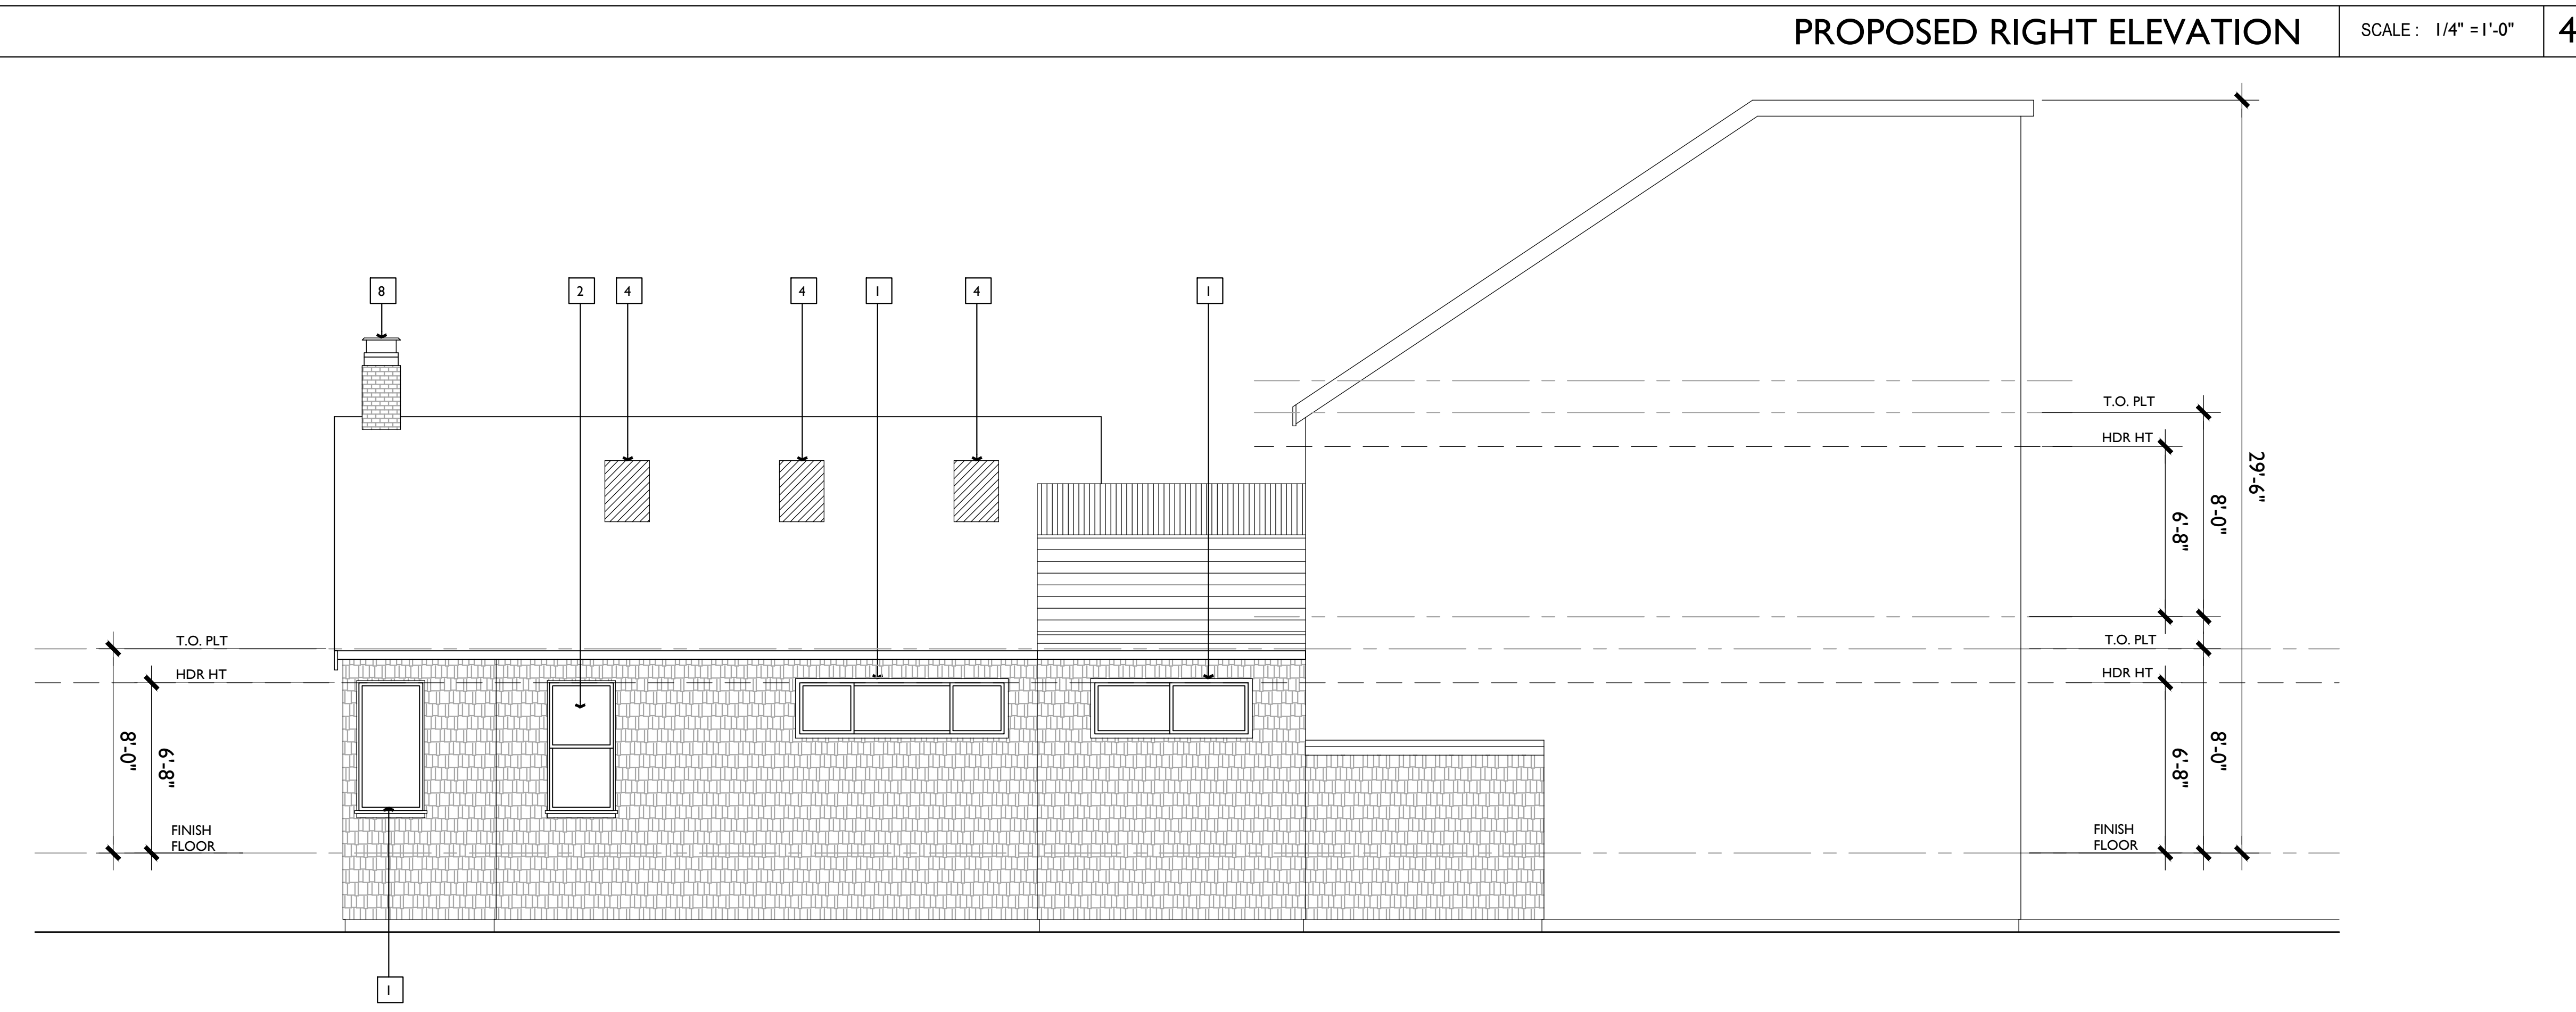 PROPOSED RIGHT ELEVATION
SCALE : 1/4" =1'-0"
4
8
2
4
4
1
4
1
T.O. PLT
HDR HT
29'-6"
8'-0"
6'-8"
T.O. PLT
HDR HT
8'-0"
6'-8"
FINISH
FLOOR
T.O. PLT
HDR HT
8'-0"
6'-8"
FINISH
FLOOR
1